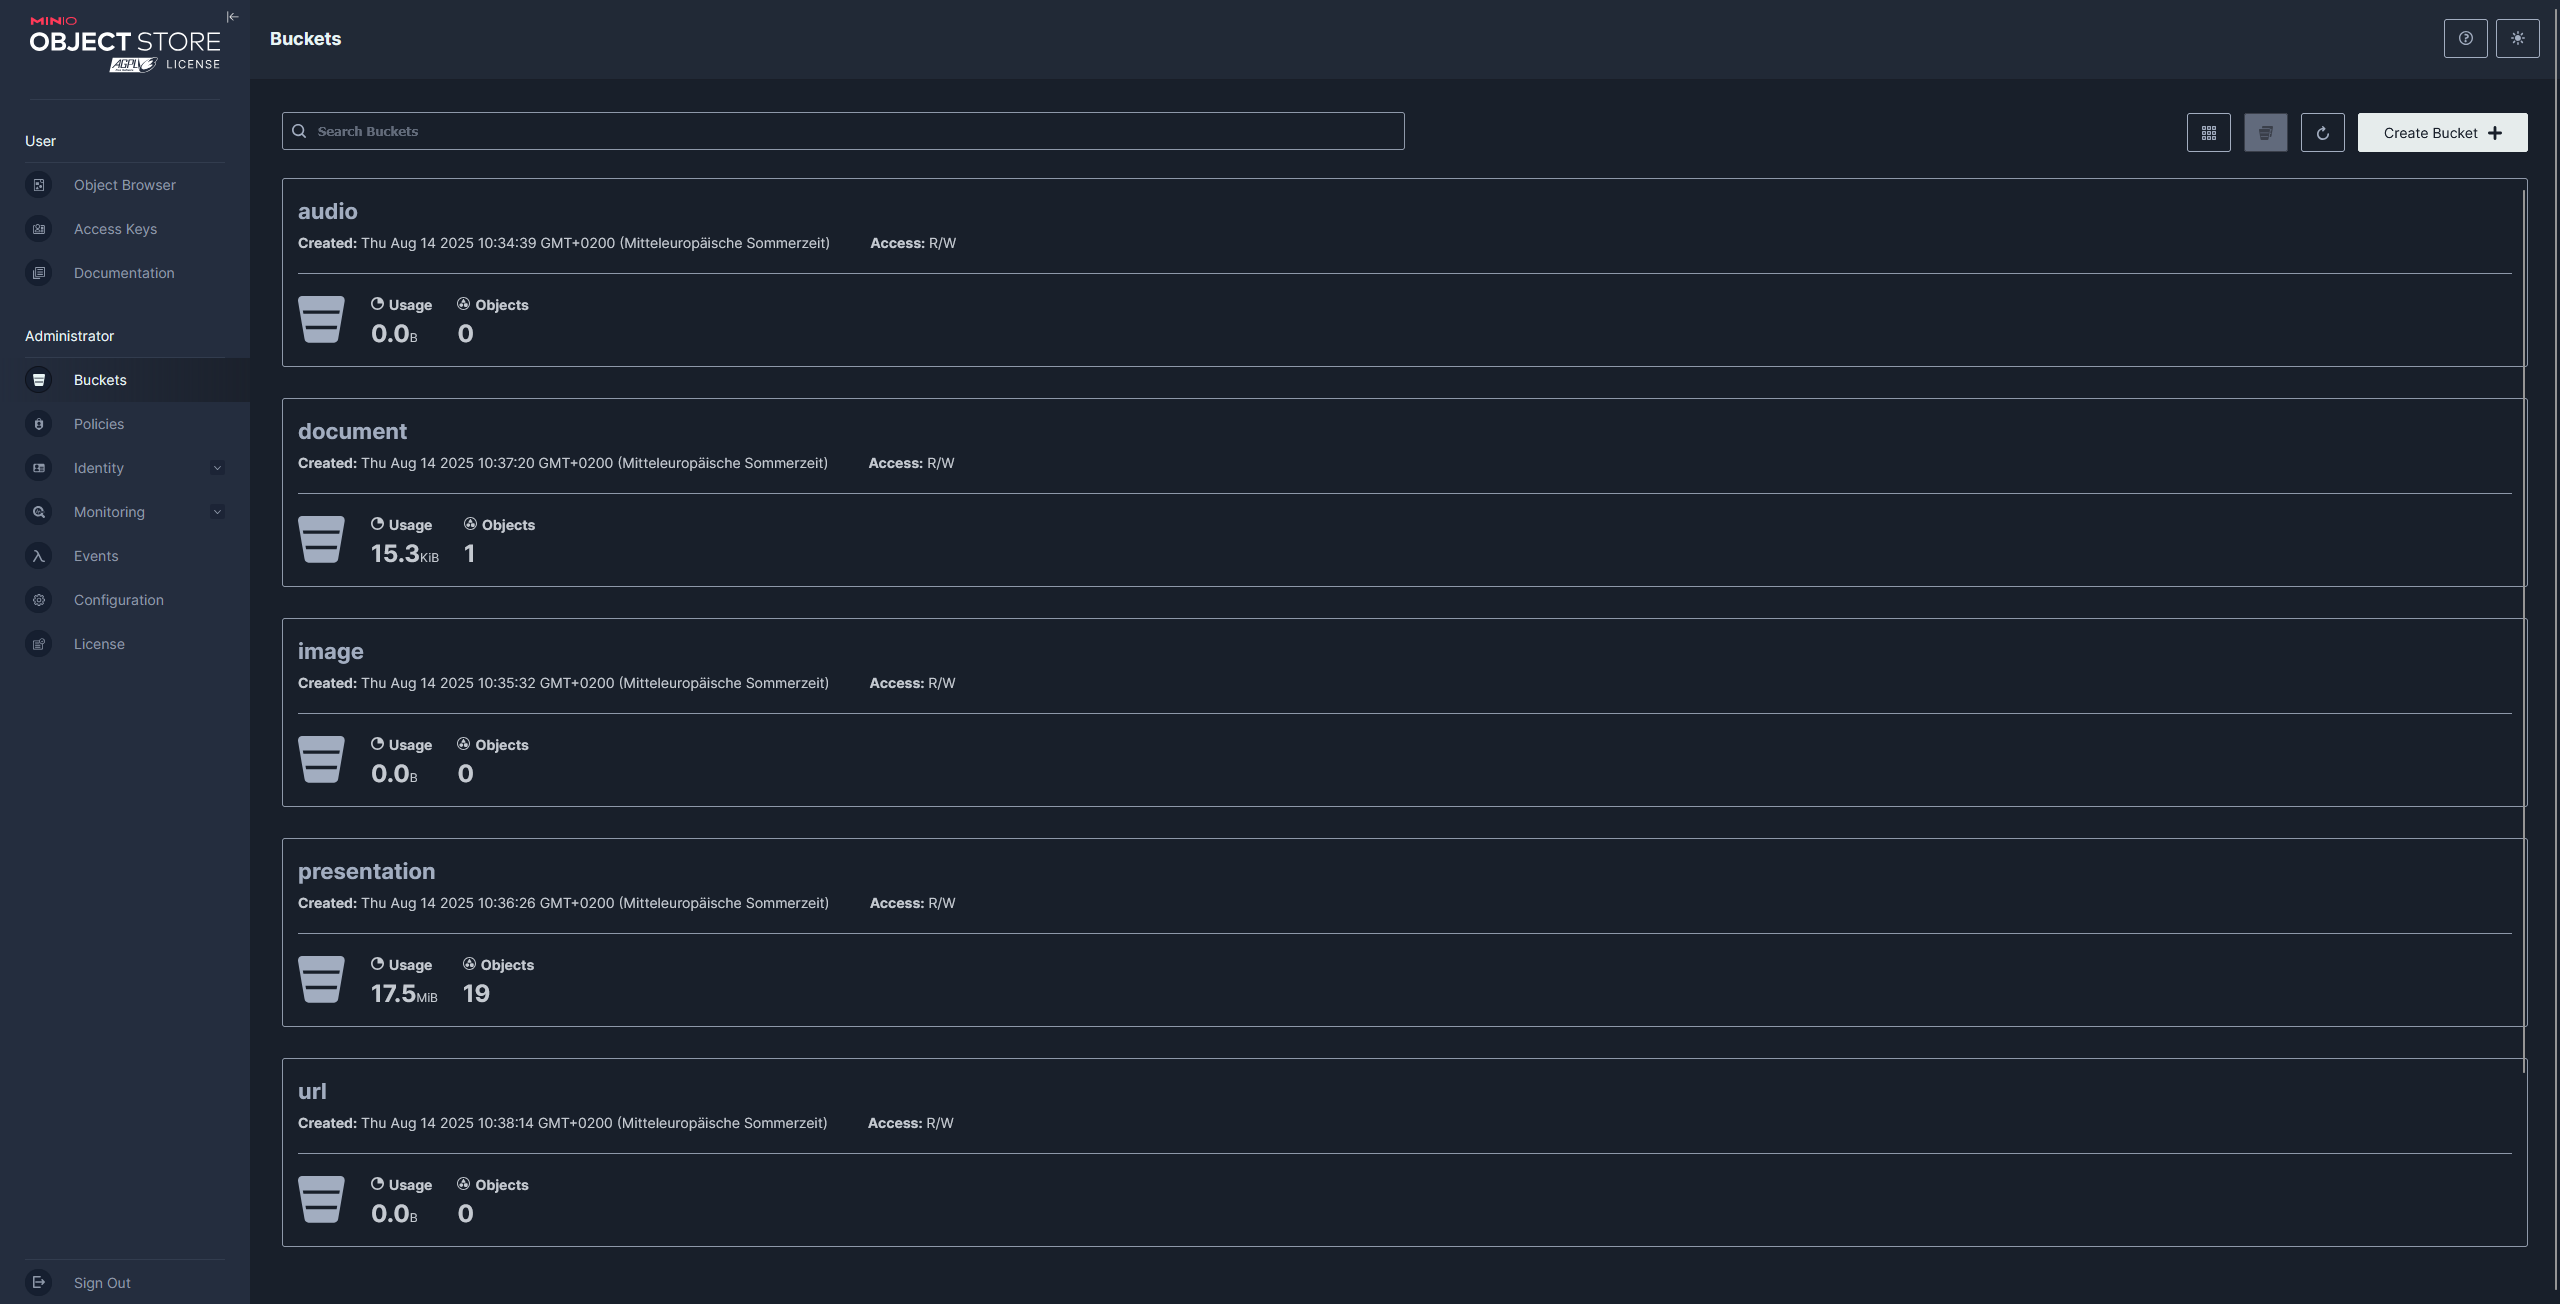 MINIO
OBJECT STORE
AGPLv3 LICENSE
Buckets
User
Object Browser
Access Keys
Documentation
Administrator
Buckets
Policies
Identity
Monitoring
Events
Configuration
License
Sign Out
Search Buckets
Create Bucket
audio
Created: Thu Aug 14 2025 10:34:39 GMT+0200 (Mitteleuropäische Sommerzeit) Access: R/W
Usage Objects
0.0B 0
document
Created: Thu Aug 14 2025 10:37:20 GMT+0200 (Mitteleuropäische Sommerzeit) Access: R/W
Usage Objects
15.3KiB 1
image
Created: Thu Aug 14 2025 10:35:32 GMT+0200 (Mitteleuropäische Sommerzeit) Access: R/W
Usage Objects
0.0B 0
presentation
Created: Thu Aug 14 2025 10:36:26 GMT+0200 (Mitteleuropäische Sommerzeit) Access: R/W
Usage Objects
17.5MiB 19
url
Created: Thu Aug 14 2025 10:38:14 GMT+0200 (Mitteleuropäische Sommerzeit) Access: R/W
Usage Objects
0.0B 0